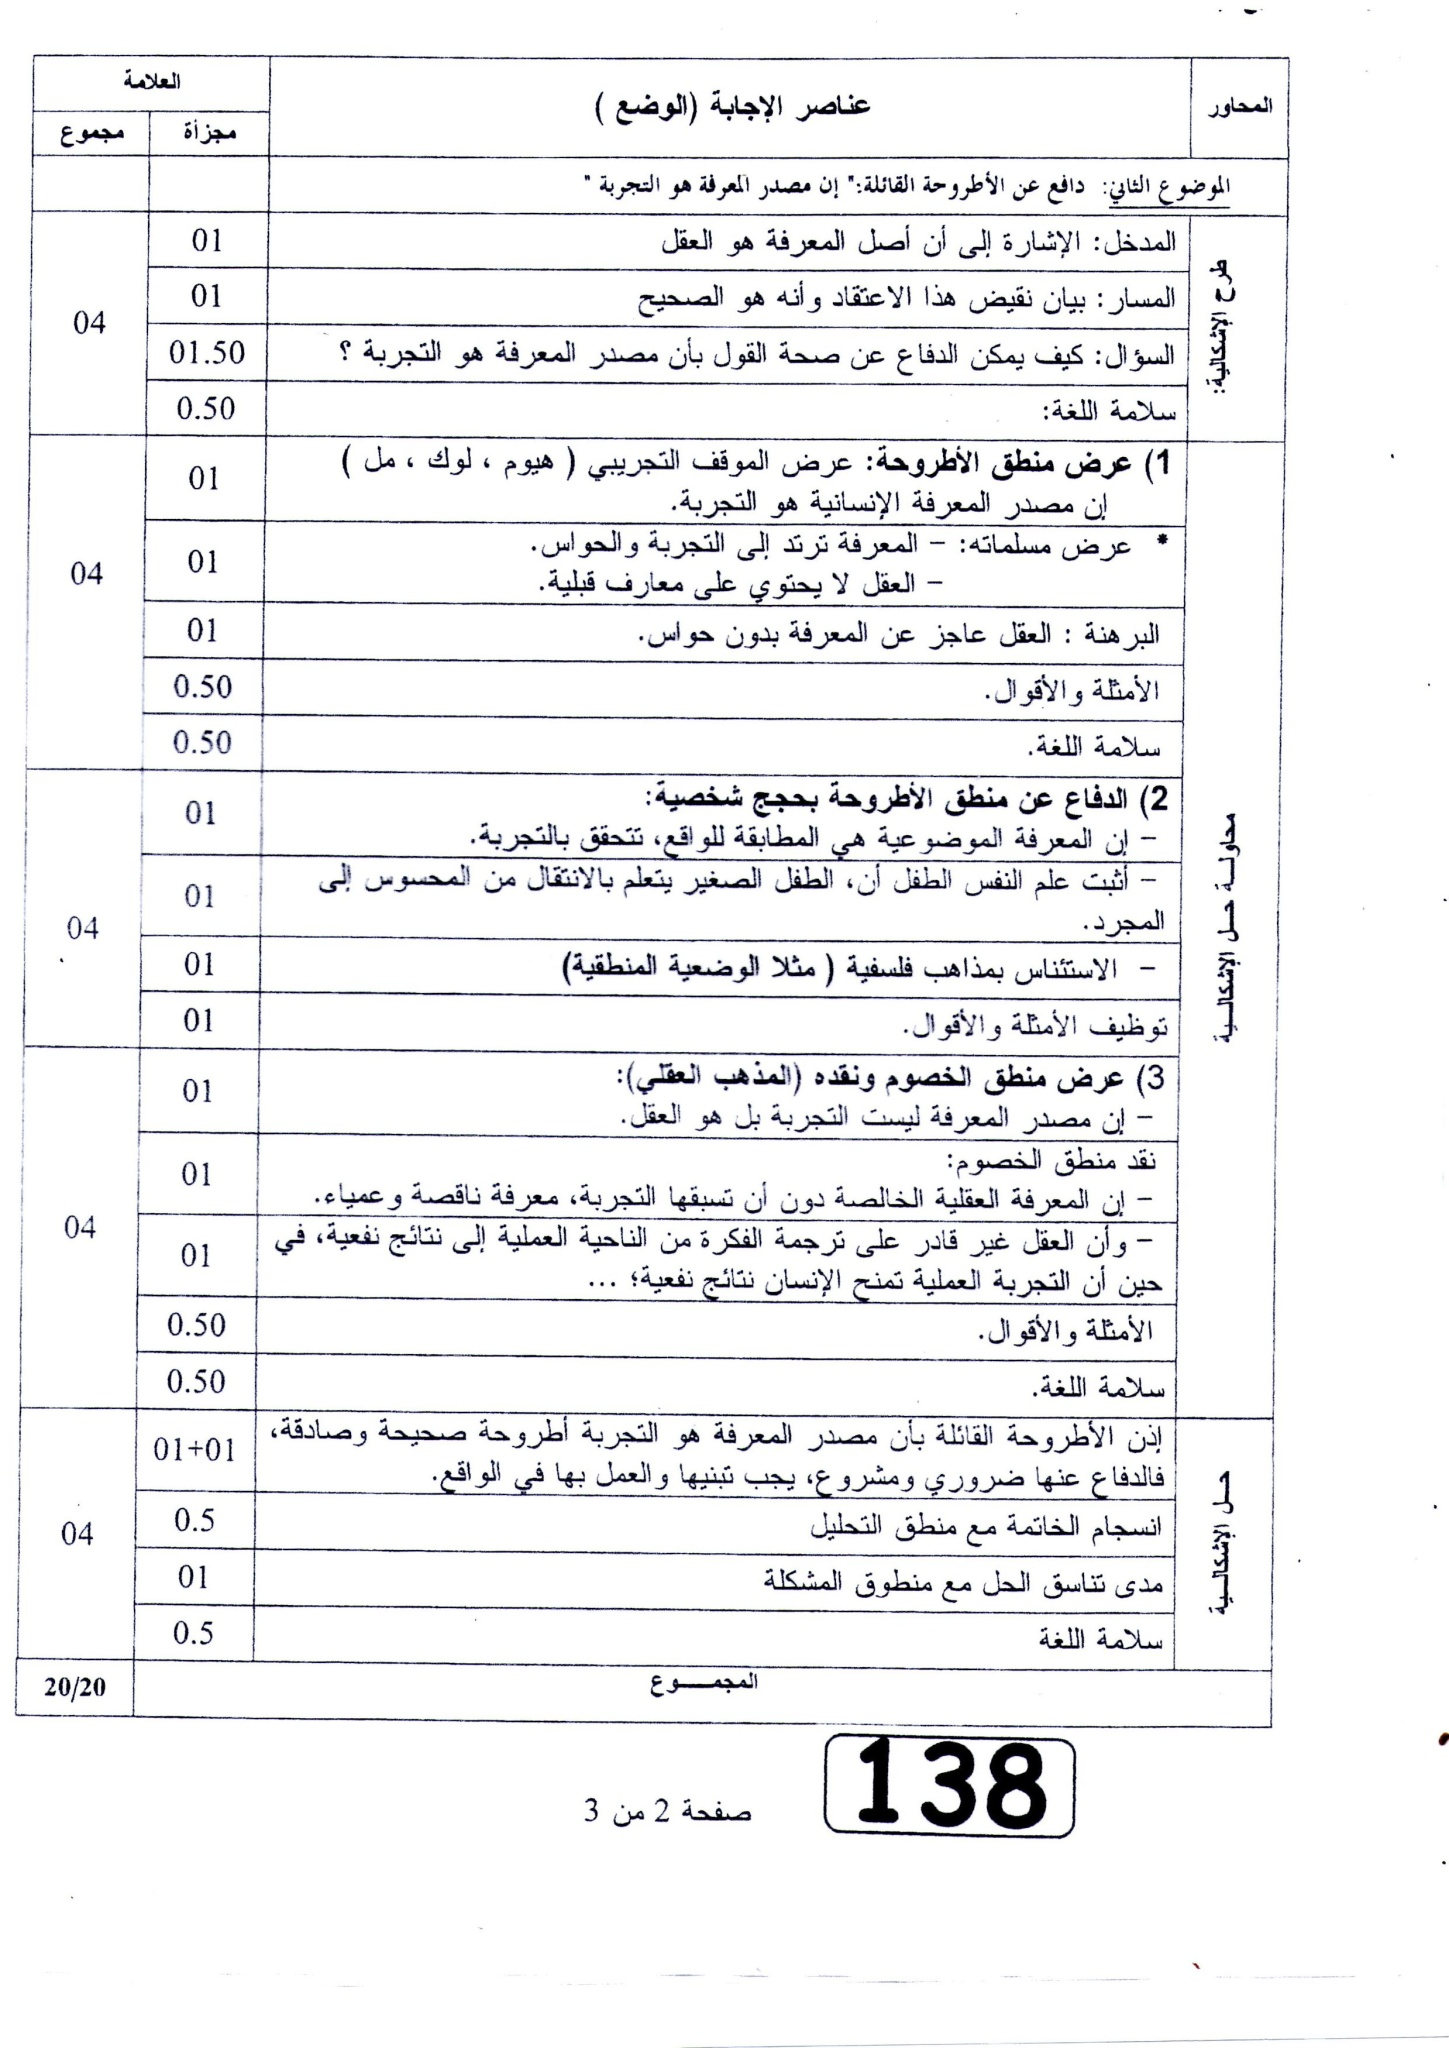 المحاور
عناصر الإجابة (الوضع )
العلامة
مجزأة
مجموع
الموضوع الثاني: دافع عن الأطروحة القائلة:" إن مصدر المعرفة هو التجربة "
طرح الإشكالية:
المدخل: الإشارة إلى أن أصل المعرفة هو العقل
01
المسار: بيان نقيض هذا الاعتقاد وأنه هو الصحيح
01
السؤال: كيف يمكن الدفاع عن صحة القول بأن مصدر المعرفة هو التجربة ؟
01.50
سلامة اللغة:
0.50
04
محاولة حل الإشكالية
1) عرض منطق الأطروحة: عرض الموقف التجريبي ( هيوم ، لوك ، مل )
إن مصدر المعرفة الإنسانية هو التجربة.
01
* عرض مسلماته: – المعرفة ترتد إلى التجربة والحواس.
– العقل لا يحتوي على معارف قبلية.
01
البرهنة : العقل عاجز عن المعرفة بدون حواس.
01
الأمثلة والأقوال.
0.50
سلامة اللغة.
0.50
04
2) الدفاع عن منطق الأطروحة بحجج شخصية:
– إن المعرفة الموضوعية هي المطابقة للواقع، تتحقق بالتجربة.
01
– أثبت علم النفس الطفل أن، الطفل الصغير يتعلم بالانتقال من المحسوس إلى
المجرد.
01
– الاستئناس بمذاهب فلسفية ( مثلا الوضعية المنطقية)
01
توظيف الأمثلة والأقوال.
01
04
3) عرض منطق الخصوم ونقده (المذهب العقلي):
– إن مصدر المعرفة ليست التجربة بل هو العقل.
01
نقد منطق الخصوم:
– إن المعرفة العقلية الخالصة دون أن تسبقها التجربة، معرفة ناقصة وعمياء.
01
– وأن العقل غير قادر على ترجمة الفكرة من الناحية العملية إلى نتائج نفعية، في
حين أن التجربة العملية تمنح الإنسان نتائج نفعية؛ ...
01
الأمثلة والأقوال.
0.50
سلامة اللغة.
0.50
04
حل الإشكالية
إذن الأطروحة القائلة بأن مصدر المعرفة هو التجربة أطروحة صحيحة وصادقة،
فالدفاع عنها ضروري ومشروع، يجب تبنيها والعمل بها في الواقع.
01+01
انسجام الخاتمة مع منطق التحليل
0.5
مدى تناسق الحل مع منطوق المشكلة
01
سلامة اللغة
0.5
04
المجموع
20/20
138
صفحة 2 من 3